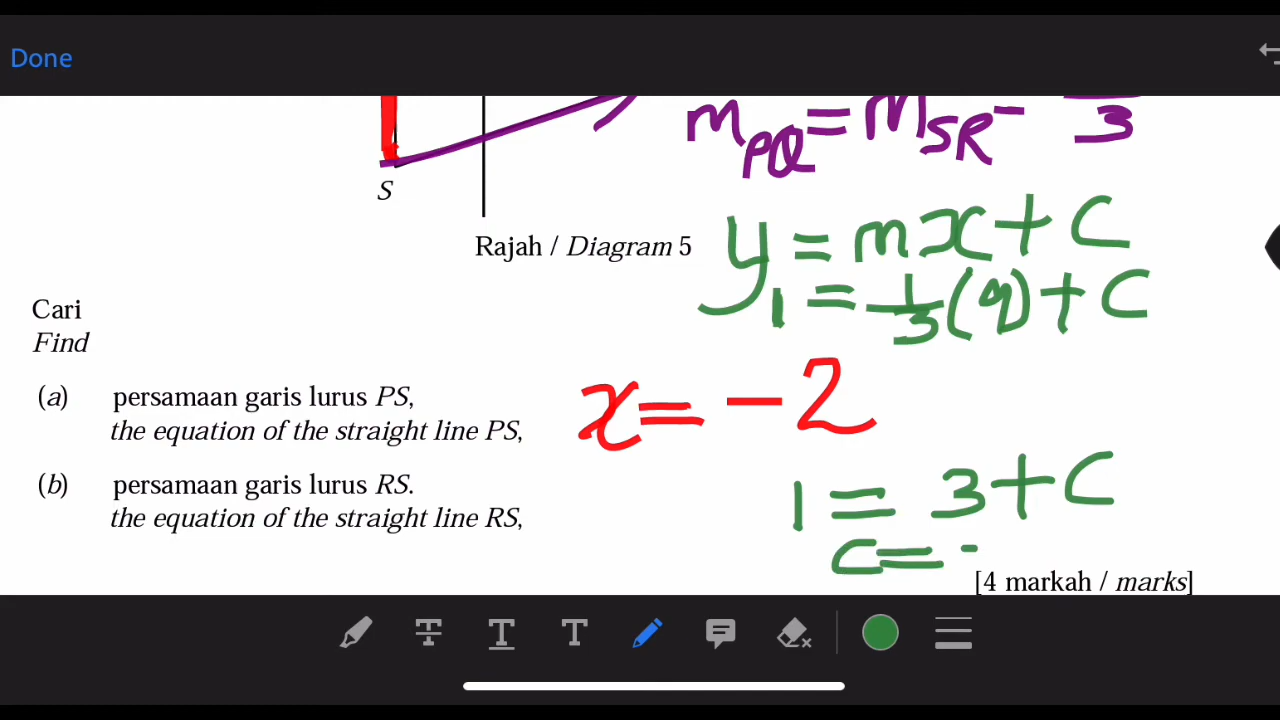 Done
m PQ = m SR = — 3
S
y = mx + c
Rajah / Diagram 5
1 = 1/3 (9) + c
Cari
Find
(a) persamaan garis lurus PS, x = -2
the equation of the straight line PS,
(b) persamaan garis lurus RS. 1 = 3 + c
the equation of the straight line RS,
c = -
[4 markah / marks]
T T T